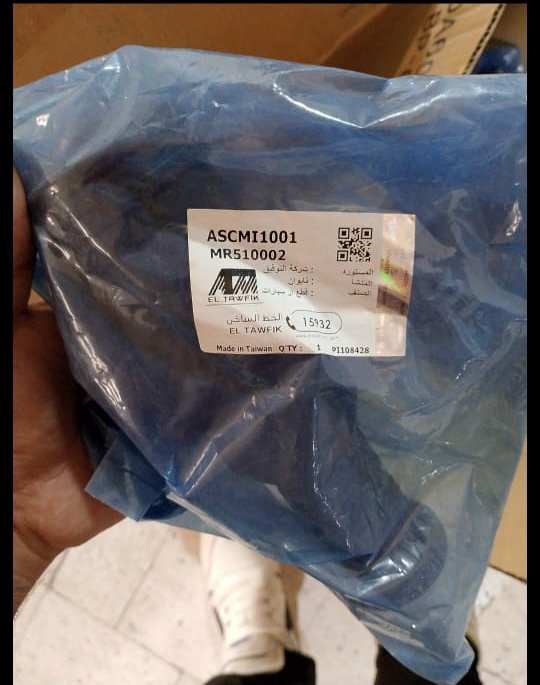 ASCMI1001
MR510002
المستورد : شركة التوفيق
المنشأ : تايوان
الصنف : قطع سيارات
EL TAWFIK
الخط الساخن
EL TAWFIK
15932
Made in Taiwan Q'TY : 1 PI108428